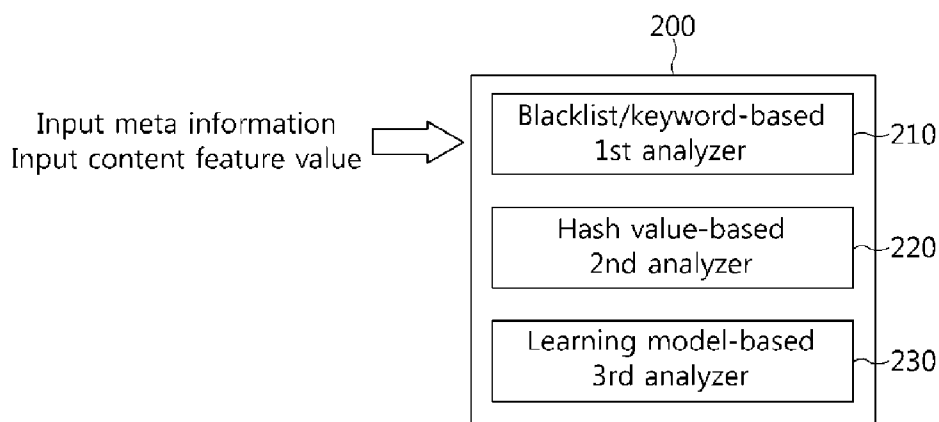 200
Input meta information
Input content feature value
Blacklist/keyword-based
1st analyzer
210
Hash value-based
2nd analyzer
220
Learning model-based
3rd analyzer
230